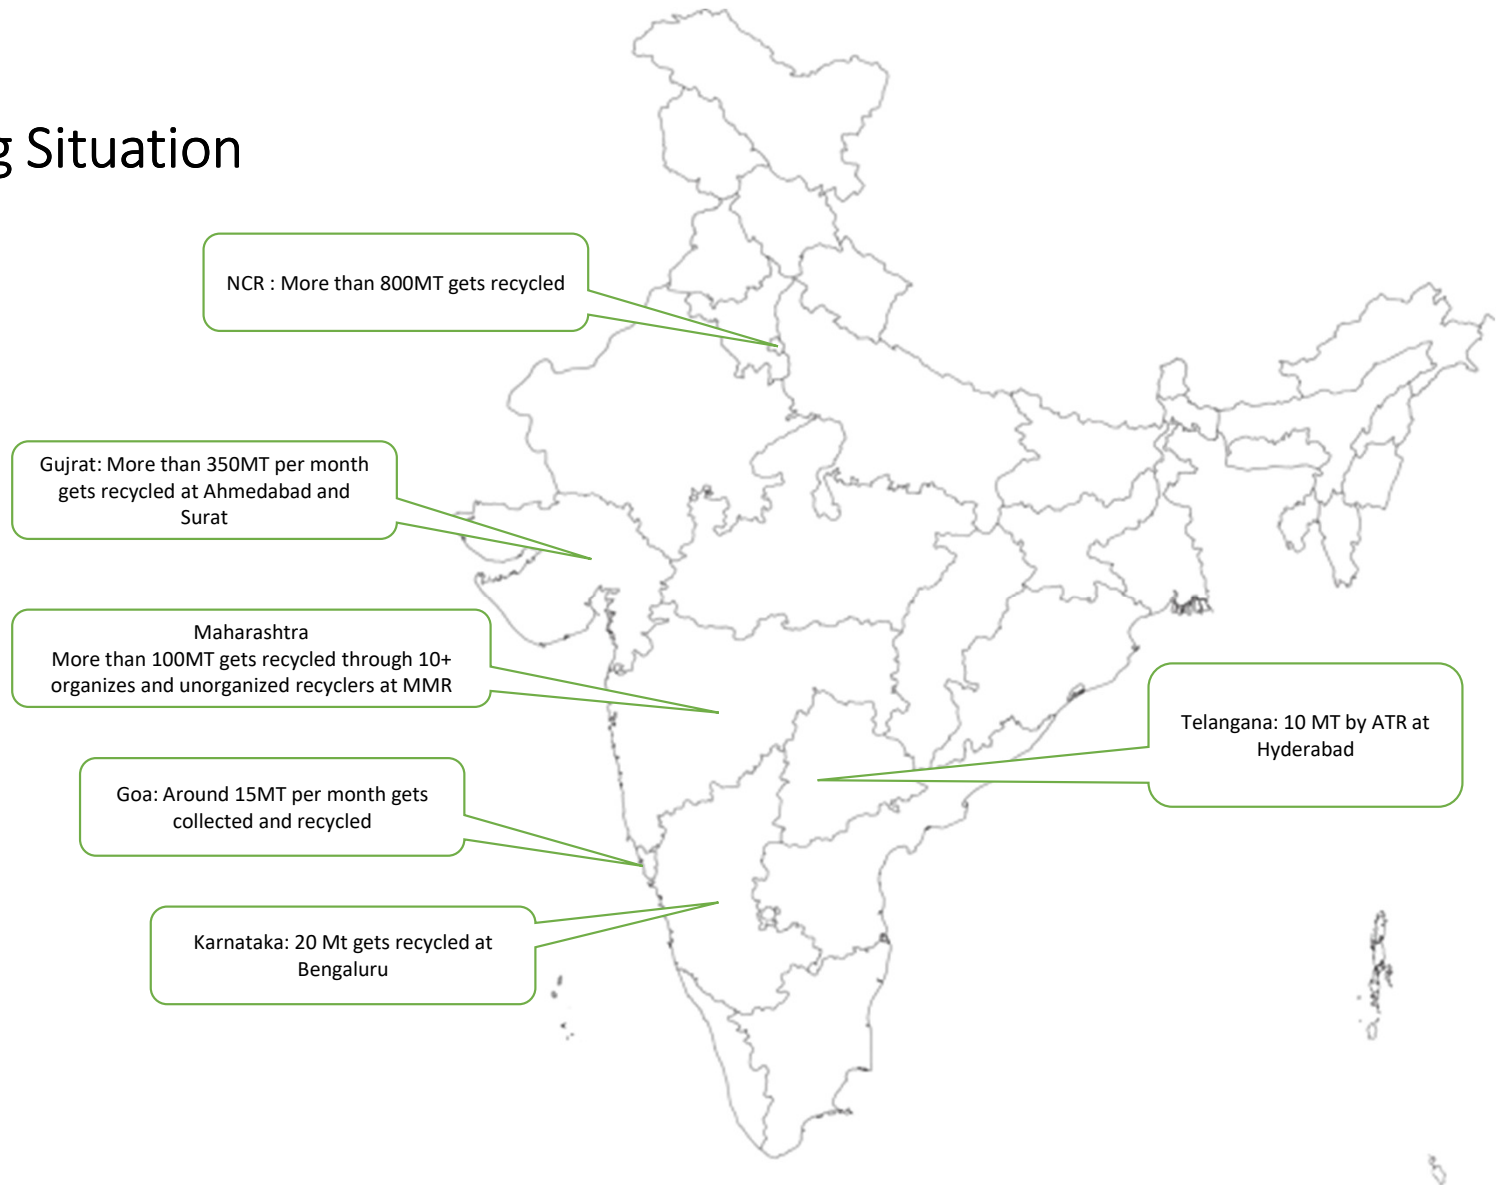 g Situation
NCR : More than 800MT gets recycled
Gujrat: More than 350MT per month
gets recycled at Ahmedabad and
Surat
Maharashtra
More than 100MT gets recycled through 10+
organizes and unorganized recyclers at MMR
Telangana: 10 MT by ATR at
Hyderabad
Goa: Around 15MT per month gets
collected and recycled
Karnataka: 20 Mt gets recycled at
Bengaluru